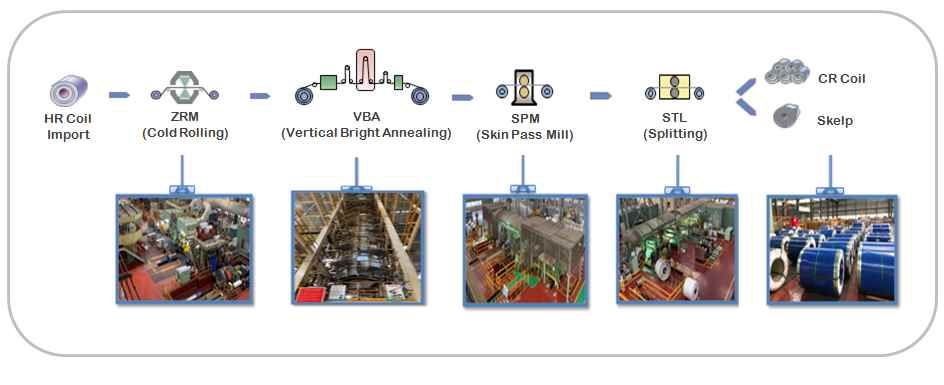 HR Coil
Import
ZRM
(Cold Rolling)
VBA
(Vertical Bright Annealing)
SPM
(Skin Pass Mill)
STL
(Splitting)
CR Coil
Skelp